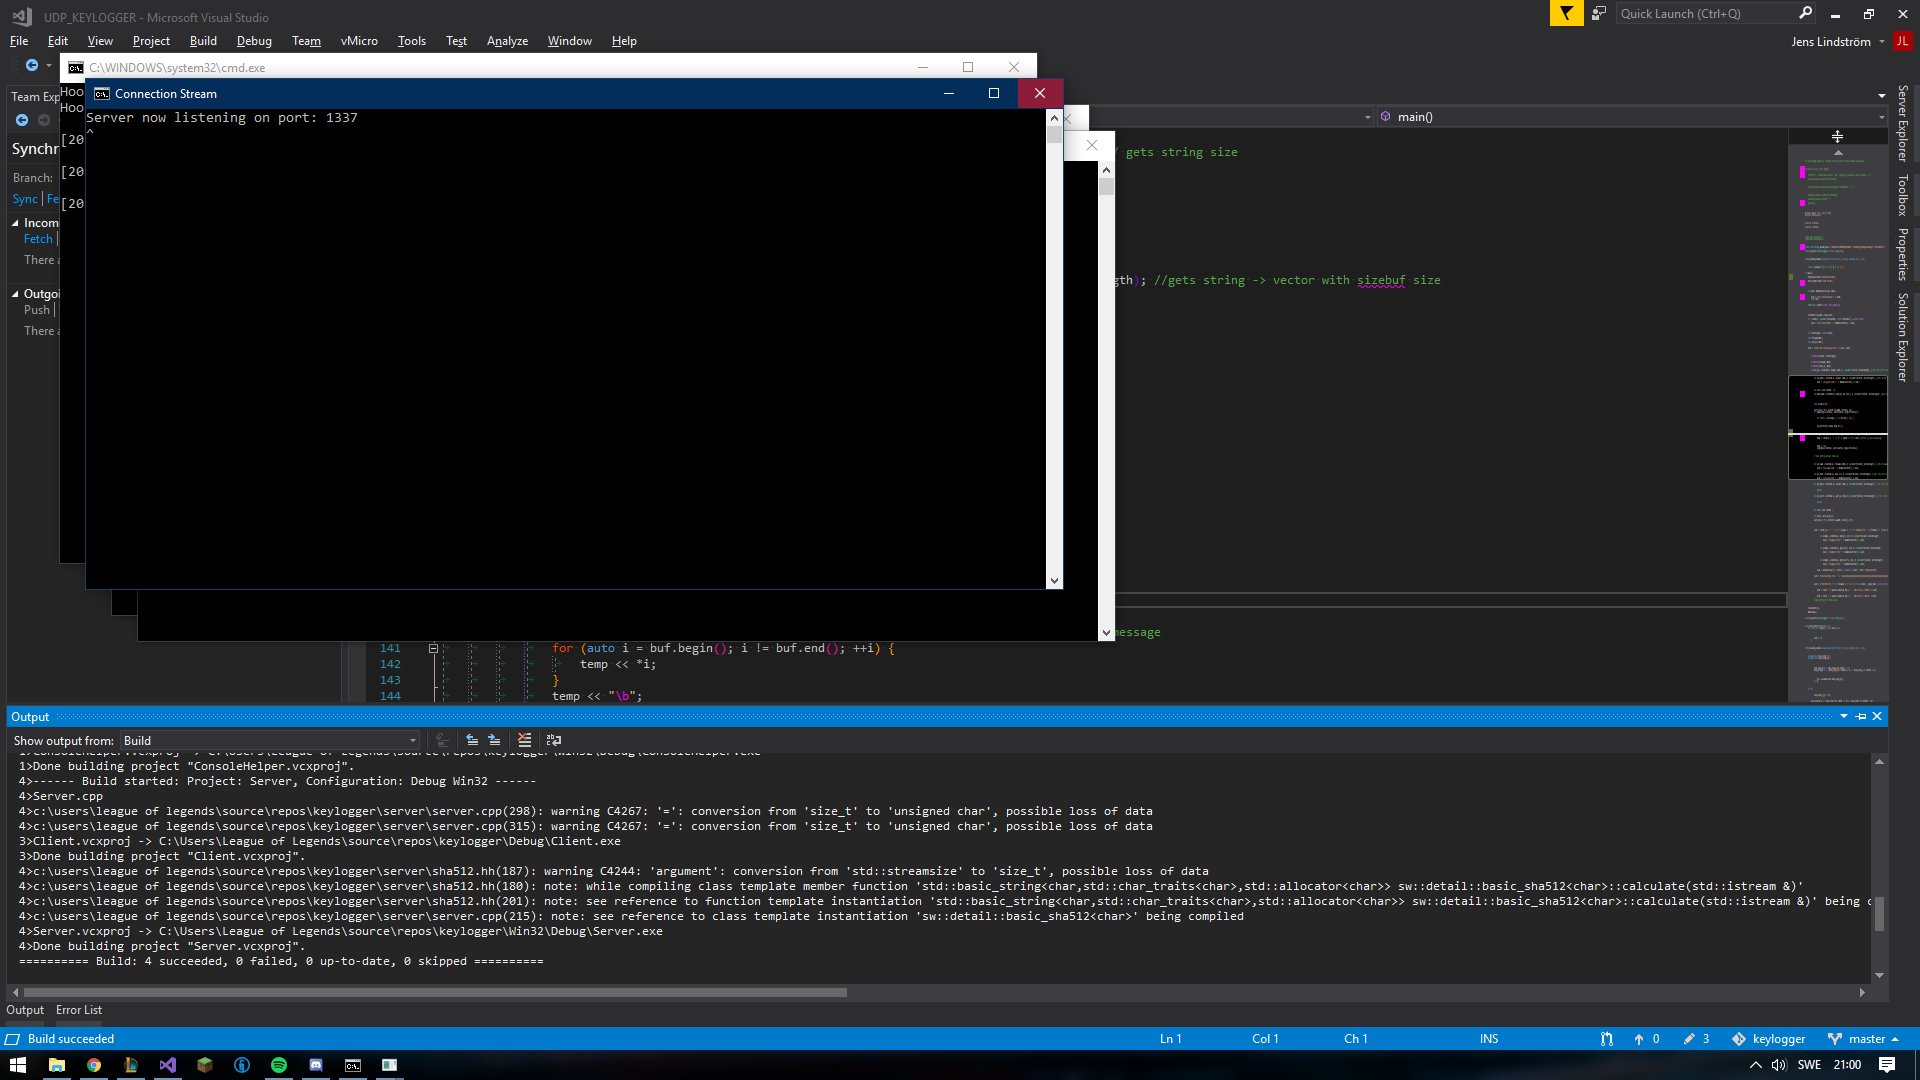 UDP_KEYLOGGER - Microsoft Visual Studio
Quick Launch (Ctrl+Q)
File Edit View Project Build Debug Team vMicro Tools Test Analyze Window Help
Jens Lindström JL
C:\WINDOWS\system32\cmd.exe
Team Exp
Hoo
Hoo
Connection Stream
Server now listening on port: 1337
^
[20
[20
[20
Synchr
Branch:
Sync | Fe
Incom
Fetch
There a
Outgoi
Push
There a
main()
gets string size
gth); //gets string -> vector with sizebuf size
message
141 for (auto i = buf.begin(); i != buf.end(); ++i) {
142 temp << *i;
143 }
144 temp << "\b";
Server Explorer
Toolbox
Properties
Solution Explorer
Output
Show output from: Build
1>ConsoleHelper.vcxproj -> C:\Users\League of Legends\source\repos\keylogger\Win32\Debug\ConsoleHelper.exe
1>Done building project "ConsoleHelper.vcxproj".
4>------ Build started: Project: Server, Configuration: Debug Win32 ------
4>Server.cpp
4>c:\users\league of legends\source\repos\keylogger\server\server.cpp(298): warning C4267: '=': conversion from 'size_t' to 'unsigned char', possible loss of data
4>c:\users\league of legends\source\repos\keylogger\server\server.cpp(315): warning C4267: '=': conversion from 'size_t' to 'unsigned char', possible loss of data
3>Client.vcxproj -> C:\Users\League of Legends\source\repos\keylogger\Debug\Client.exe
3>Done building project "Client.vcxproj".
4>c:\users\league of legends\source\repos\keylogger\server\sha512.hh(187): warning C4244: 'argument': conversion from 'std::streamsize' to 'size_t', possible loss of data
4>c:\users\league of legends\source\repos\keylogger\server\sha512.hh(180): note: while compiling class template member function 'std::basic_string<char,std::char_traits<char>,std::allocator<char>> sw::detail::basic_sha512<char>::calculate(std::istream &)'
4>c:\users\league of legends\source\repos\keylogger\server\sha512.hh(201): note: see reference to function template instantiation 'std::basic_string<char,std::char_traits<char>,std::allocator<char>> sw::detail::basic_sha512<char>::calculate(std::istream &)' being c
4>c:\users\league of legends\source\repos\keylogger\server\server.cpp(215): note: see reference to class template instantiation 'sw::detail::basic_sha512<char>' being compiled
4>Server.vcxproj -> C:\Users\League of Legends\source\repos\keylogger\Win32\Debug\Server.exe
4>Done building project "Server.vcxproj".
========== Build: 4 succeeded, 0 failed, 0 up-to-date, 0 skipped ==========
Output Error List
Build succeeded Ln 1 Col 1 Ch 1 INS 0 3 keylogger master
SWE 21:00